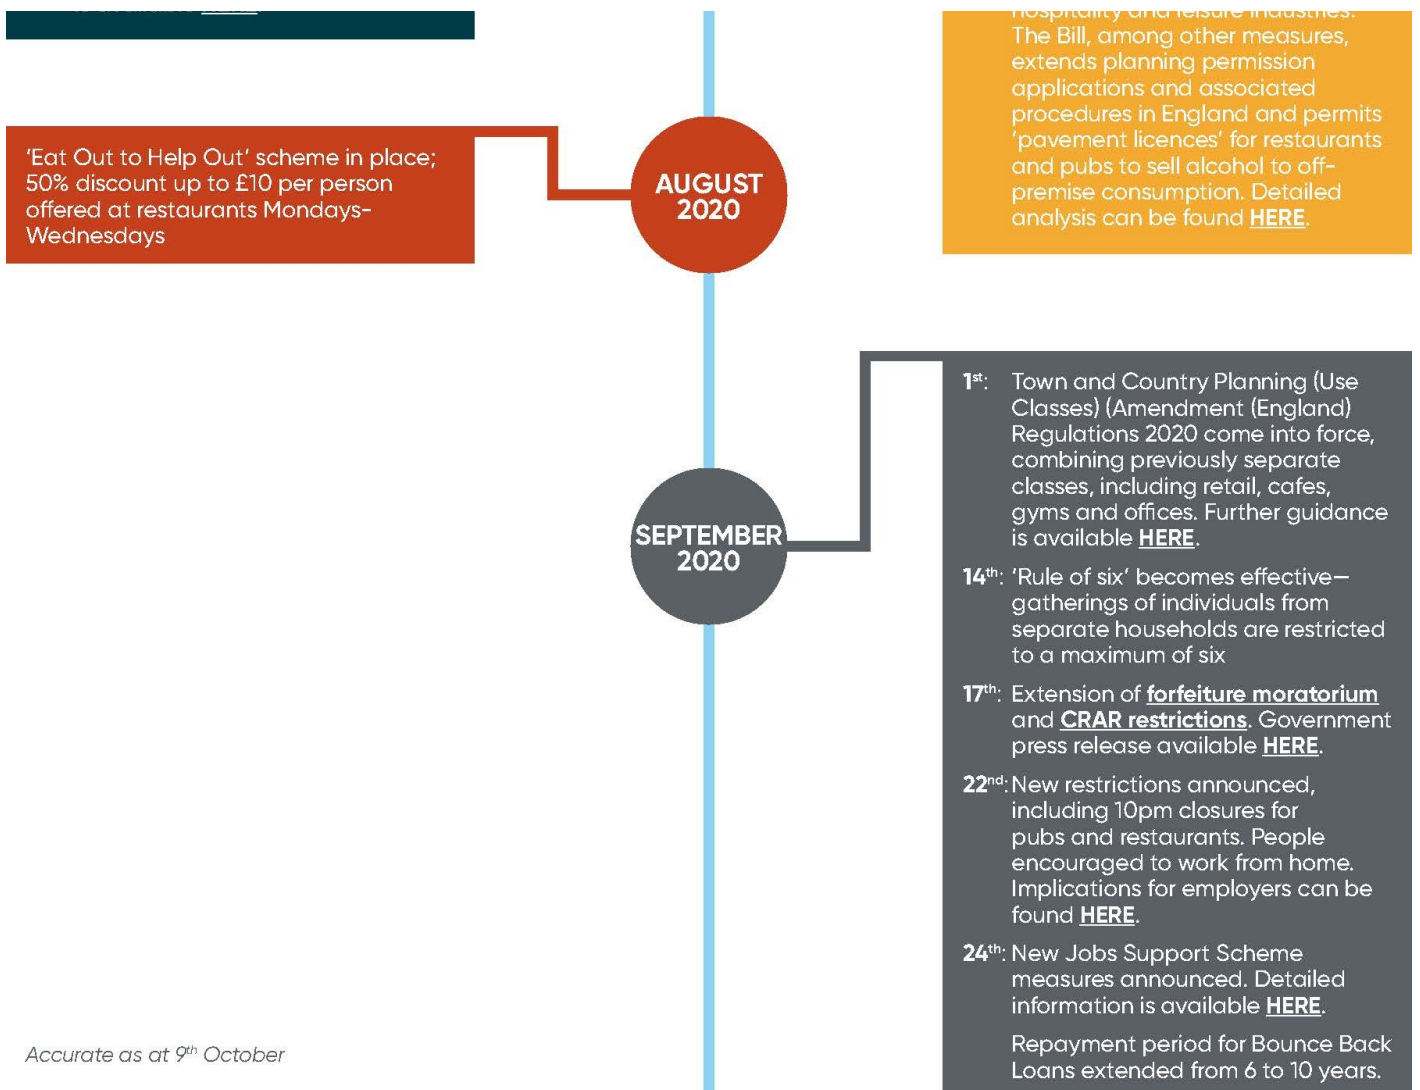 hospitality and leisure industries.
The Bill, among other measures,
extends planning permission
applications and associated
procedures in England and permits
‘pavement licences’ for restaurants
and pubs to sell alcohol to off-
premise consumption. Detailed
analysis can be found HERE.
‘Eat Out to Help Out’ scheme in place;
50% discount up to £10 per person
offered at restaurants Mondays-
Wednesdays
AUGUST
2020
SEPTEMBER
2020
1st: Town and Country Planning (Use
Classes) (Amendment (England)
Regulations 2020 come into force,
combining previously separate
classes, including retail, cafes,
gyms and offices. Further guidance
is available HERE.
14th: ‘Rule of six’ becomes effective—
gatherings of individuals from
separate households are restricted
to a maximum of six
17th: Extension of forfeiture moratorium
and CRAR restrictions. Government
press release available HERE.
22nd: New restrictions announced,
including 10pm closures for
pubs and restaurants. People
encouraged to work from home.
Implications for employers can be
found HERE.
24th: New Jobs Support Scheme
measures announced. Detailed
information is available HERE.
Repayment period for Bounce Back
Loans extended from 6 to 10 years.
Accurate as at 9th October